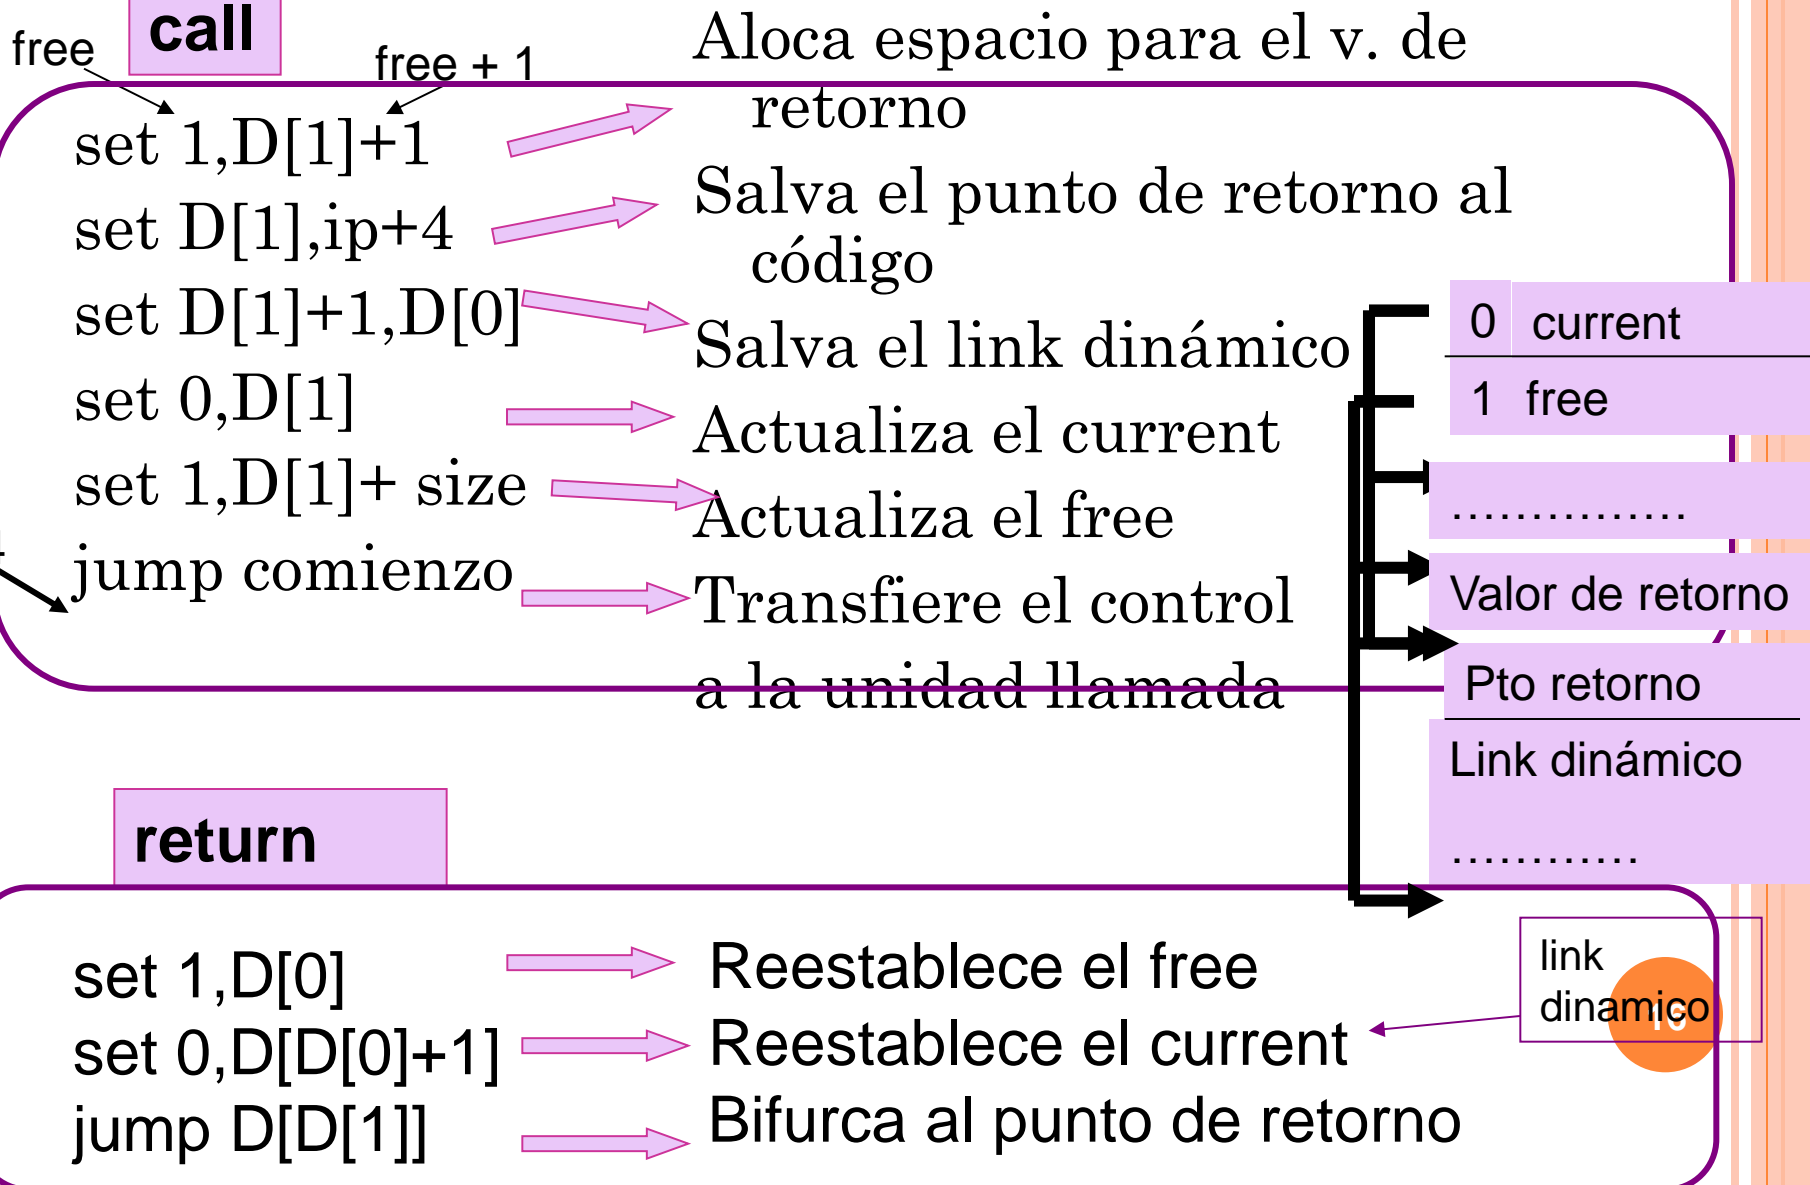 call
free
free + 1
set 1,D[1]+1
set D[1],ip+4
set D[1]+1,D[0]
set 0,D[1]
set 1,D[1]+ size
jump comienzo
Aloca espacio para el v. de
retorno
Salva el punto de retorno al
código
Salva el link dinámico
Actualiza el current
Actualiza el free
Transfiere el control
a la unidad llamada
0 current
1 free
……………
Valor de retorno
Pto retorno
Link dinámico
…………
return
set 1,D[0]
set 0,D[D[0]+1]
jump D[D[1]]
Reestablece el free
Reestablece el current
Bifurca al punto de retorno
link
dinamico
16